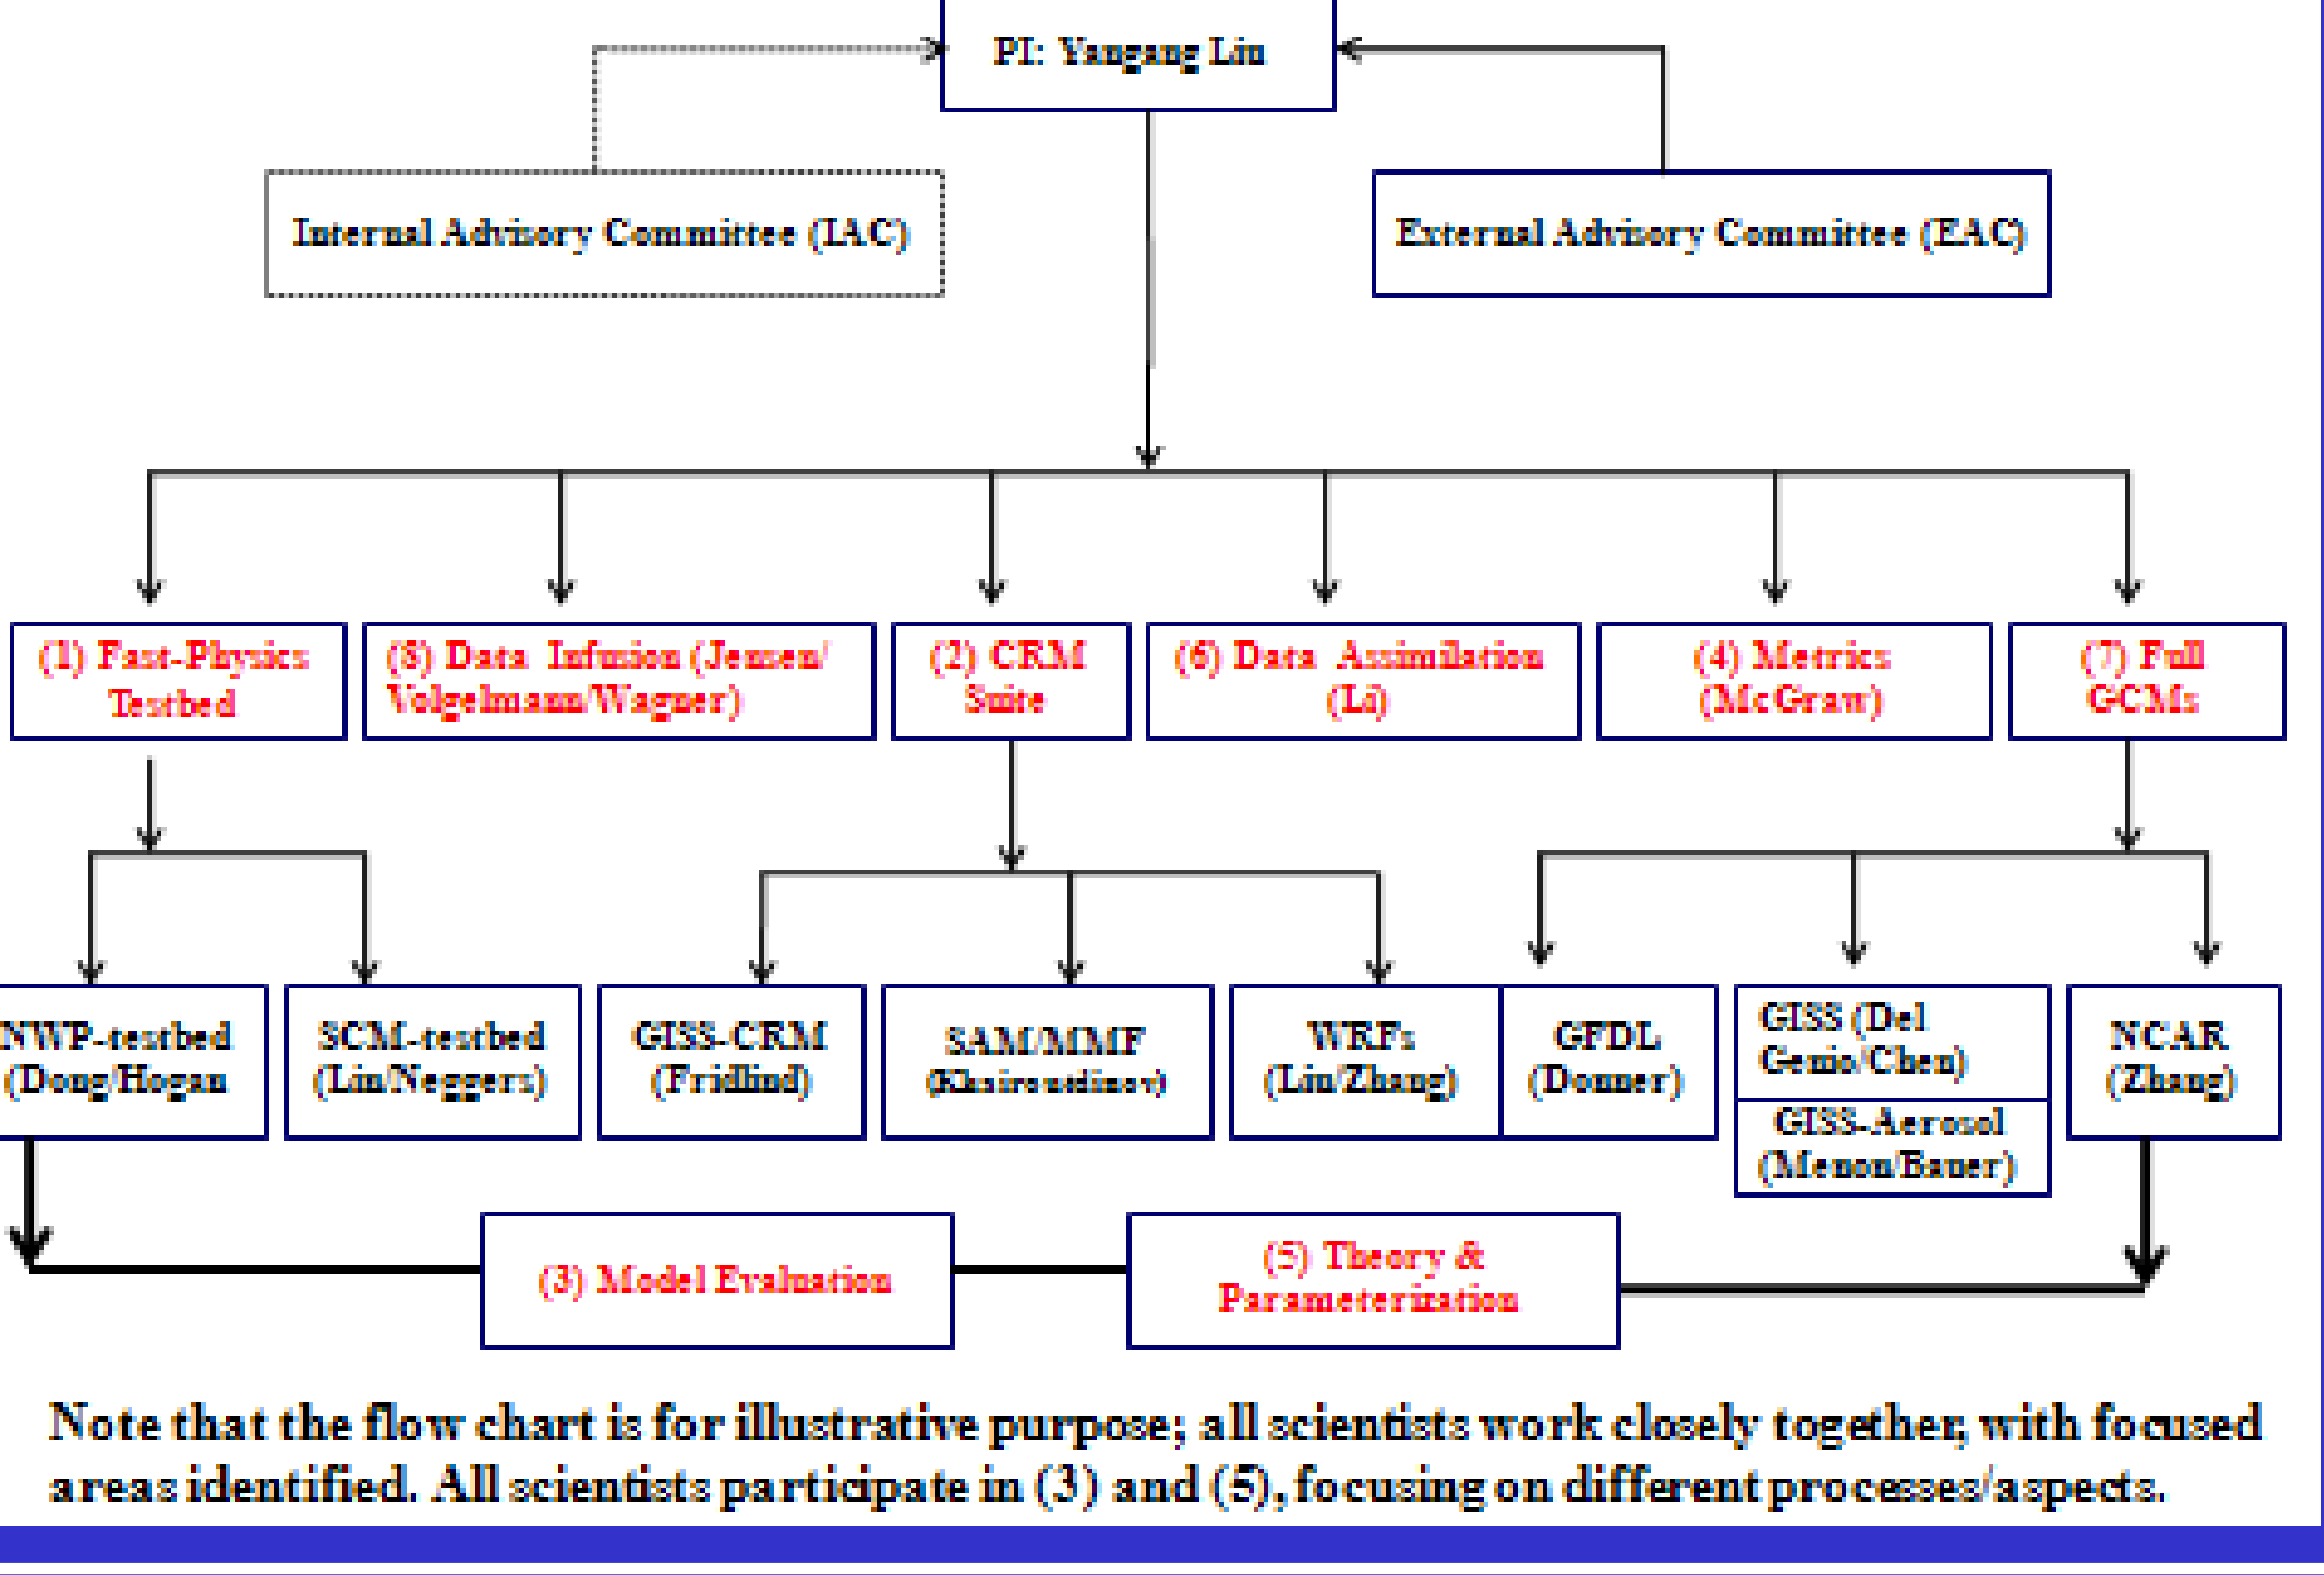 PI: Yangang Liu
Internal Advisory Committee (IAC)
External Advisory Committee (EAC)
(1) Fast-Physics
Testbed
(8) Data Infusion (Jensen/
Volgelmann/Wagner)
(2) CRM
Suite
(6) Data Assimilation
(Li)
(4) Metrics
(McGraw)
(7) Full
GCMs
NWP-testbed
(Dong/Hogan
SCM-testbed
(Lin/Neggers)
GISS-CRM
(Fridlind)
SAM/MMF
(Khairoutdinov)
WRFs
(Lin/Zhang)
GFDL
(Donner)
GISS (Del
Genio/Chen)
GISS-Aerosol
(Menon/Bauer)
NCAR
(Zhang)
(3) Model Evaluation
(5) Theory &
Parameterization
Note that the flow chart is for illustrative purpose; all scientists work closely together, with focused
areas identified. All scientists participate in (3) and (5), focusing on different processes/aspects.